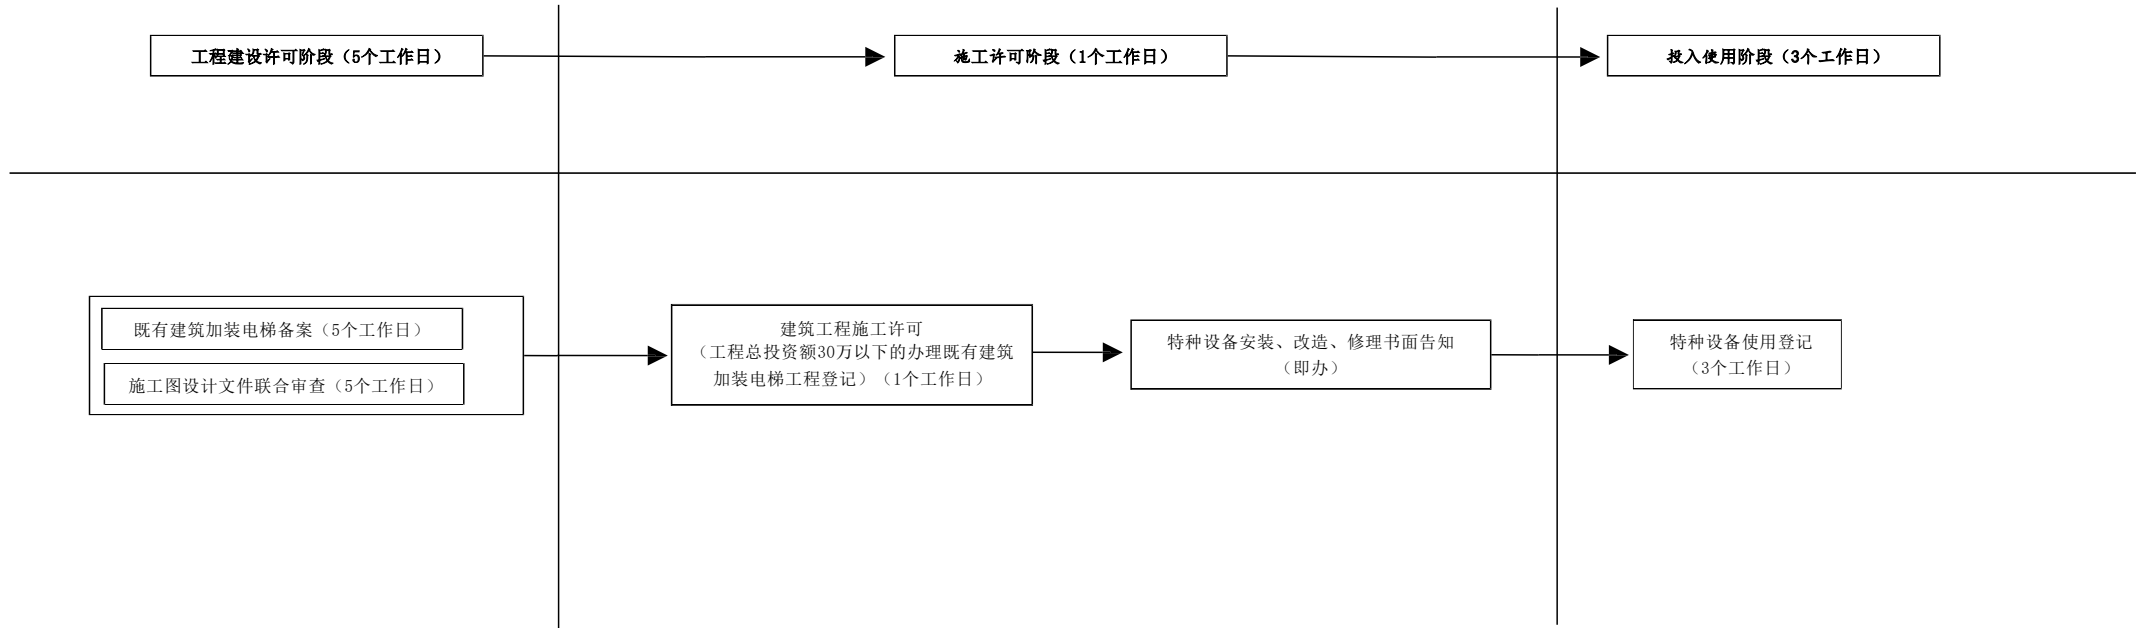 工程建设许可阶段（5个工作日）
施工许可阶段（1个工作日）
投入使用阶段（3个工作日）
既有建筑加装电梯备案（5个工作日）
施工图设计文件联合审查（5个工作日）
建筑工程施工许可
（工程总投资额30万以下的办理既有建筑
加装电梯工程登记）（1个工作日）
特种设备安装、改造、修理书面告知
（即办）
特种设备使用登记
（3个工作日）